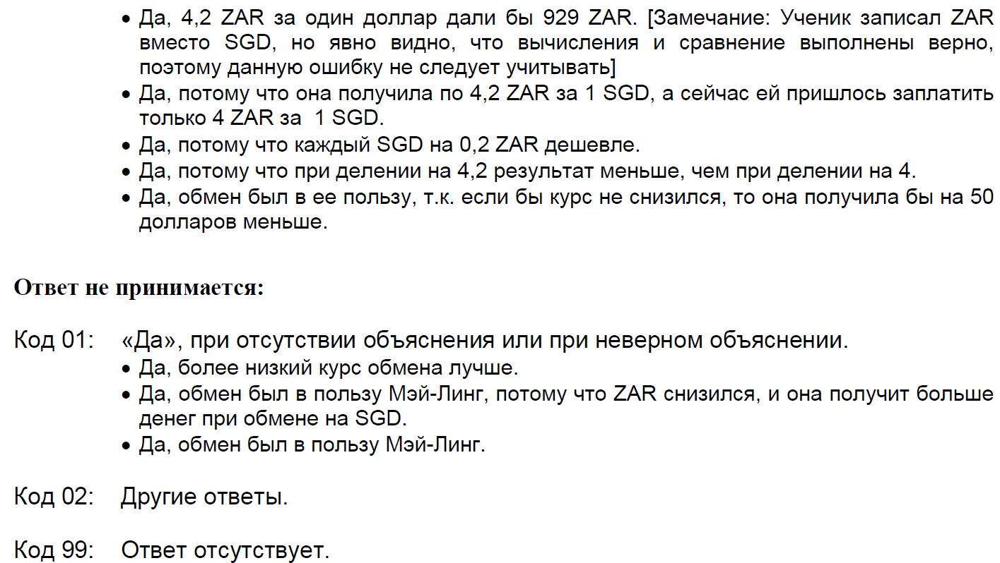 • Да, 4,2 ZAR за один доллар дали бы 929 ZAR. [Замечание: Ученик записал ZAR
вместо SGD, но явно видно, что вычисления и сравнение выполнены верно,
поэтому данную ошибку не следует учитывать]
• Да, потому что она получила по 4,2 ZAR за 1 SGD, а сейчас ей пришлось заплатить
только 4 ZAR за 1 SGD.
• Да, потому что каждый SGD на 0,2 ZAR дешевле.
• Да, потому что при делении на 4,2 результат меньше, чем при делении на 4.
• Да, обмен был в ее пользу, т.к. если бы курс не снизился, то она получила бы на 50
долларов меньше.
Ответ не принимается:
Код 01: «Да», при отсутствии объяснения или при неверном объяснении.
• Да, более низкий курс обмена лучше.
• Да, обмен был в пользу Мэй-Линг, потому что ZAR снизился, и она получит больше
денег при обмене на SGD.
• Да, обмен был в пользу Мэй-Линг.
Код 02: Другие ответы.
Код 99: Ответ отсутствует.